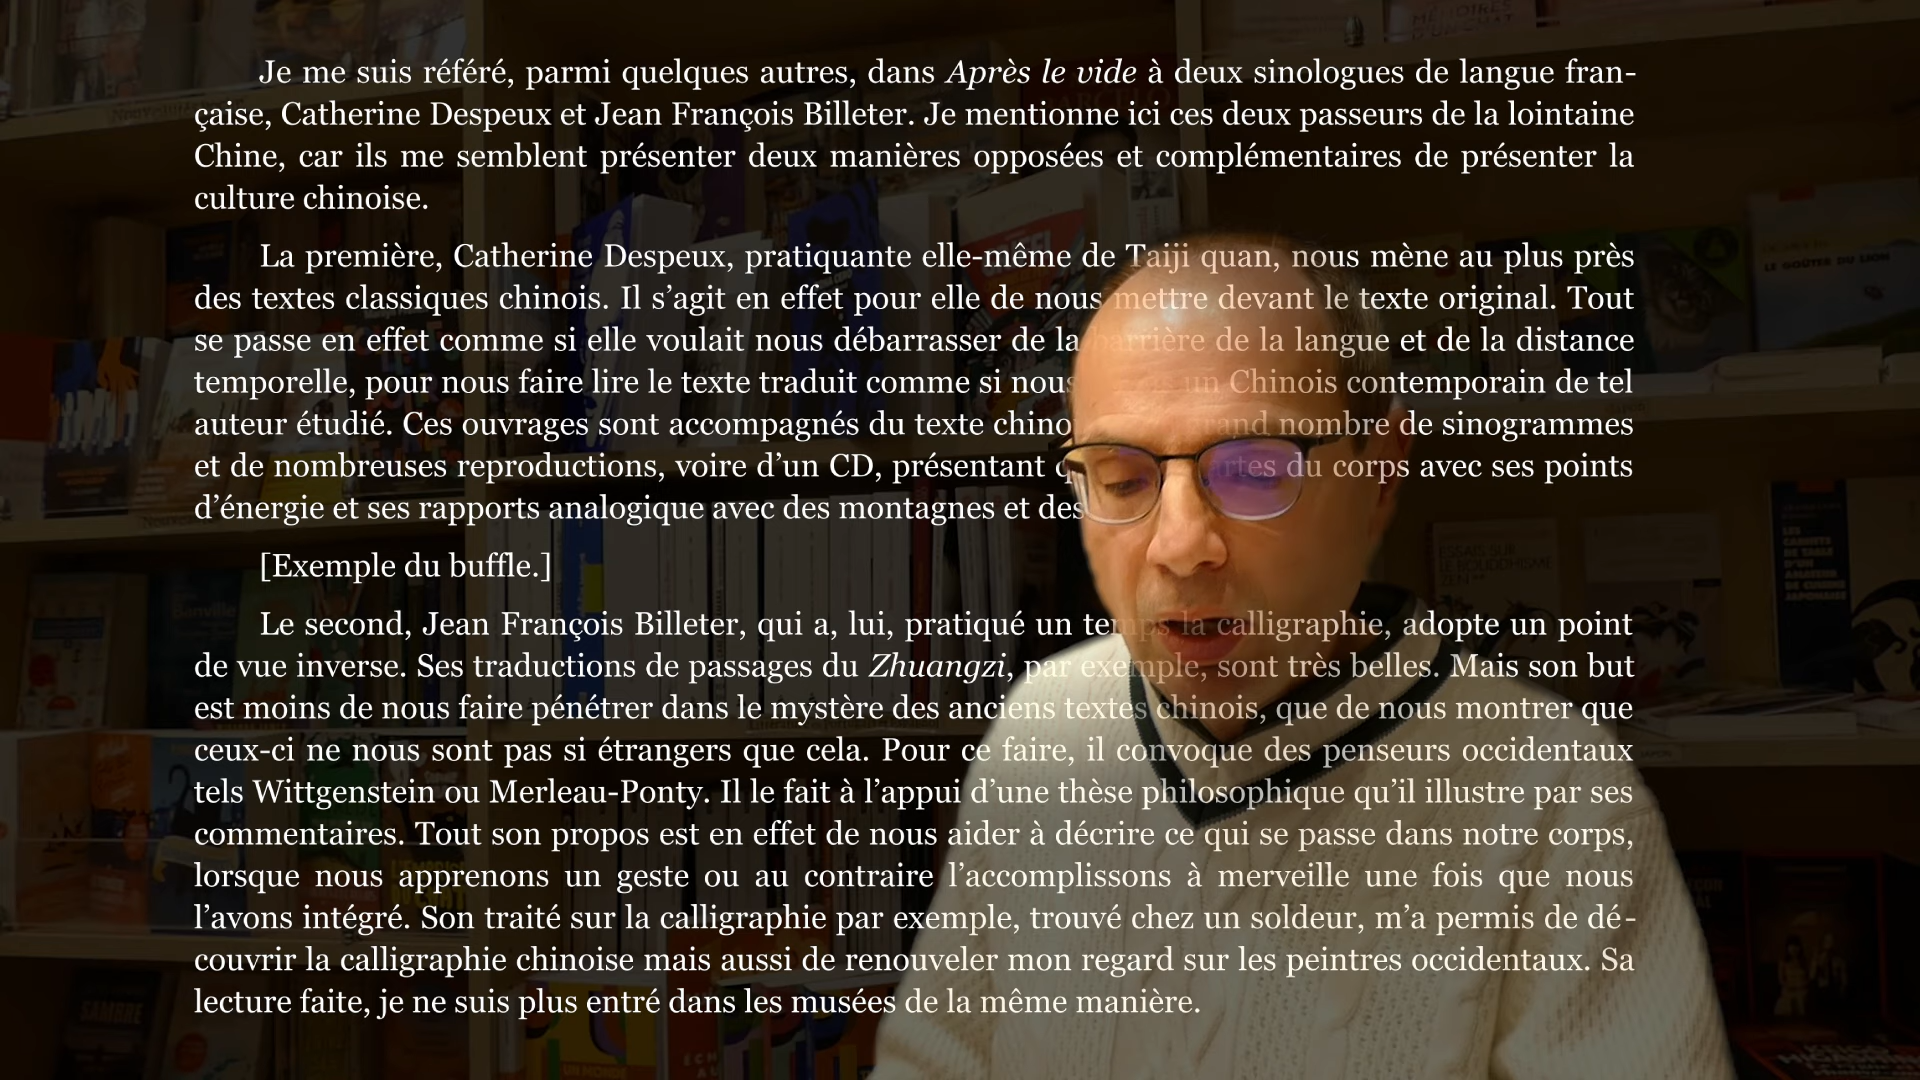 Je me suis référé, parmi quelques autres, dans Après le vide à deux sinologues de langue fran-
çaise, Catherine Despeux et Jean François Billeter. Je mentionne ici ces deux passeurs de la lointaine
Chine, car ils me semblent présenter deux manières opposées et complémentaires de présenter la
culture chinoise.
La première, Catherine Despeux, pratiquante elle-même de Taiji quan, nous mène au plus près
des textes classiques chinois. Il s’agit en effet pour elle de nous mettre devant le texte original. Tout
se passe en effet comme si elle voulait nous débarrasser de la barrière de la langue et de la distance
temporelle, pour nous faire lire le texte traduit comme si nous un Chinois contemporain de tel
auteur étudié. Ces ouvrages sont accompagnés du texte nombre de sinogrammes
et de nombreuses reproductions, voire d’un CD, présentant du corps avec ses points
d’énergie et ses rapports analogique avec des montagnes et des
[Exemple du buffle.]
Le second, Jean François Billeter, qui a, lui, pratiqué un temps la calligraphie, adopte un point
de vue inverse. Ses traductions de passages du Zhuangzi, par exemple, sont très belles. Mais son but
est moins de nous faire pénétrer dans le mystère des anciens textes chinois, que de nous montrer que
ceux-ci ne nous sont pas si étrangers que cela. Pour ce faire, il convoque des penseurs occidentaux
tels Wittgenstein ou Merleau-Ponty. Il le fait à l’appui d’une thèse philosophique qu’il illustre par ses
commentaires. Tout son propos est en effet de nous aider à décrire ce qui se passe dans notre corps,
lorsque nous apprenons un geste ou au contraire l’accomplissons à merveille une fois que nous
l’avons intégré. Son traité sur la calligraphie par exemple, trouvé chez un soldeur, m’a permis de dé-
couvrir la calligraphie chinoise mais aussi de renouveler mon regard sur les peintres occidentaux. Sa
lecture faite, je ne suis plus entré dans les musées de la même manière.
LE GOÛTER DU LION
ESSAIS SUR
LE BOUDDHISME
ZEN
LES
CARNETS
SAMBRE
UN MONDE